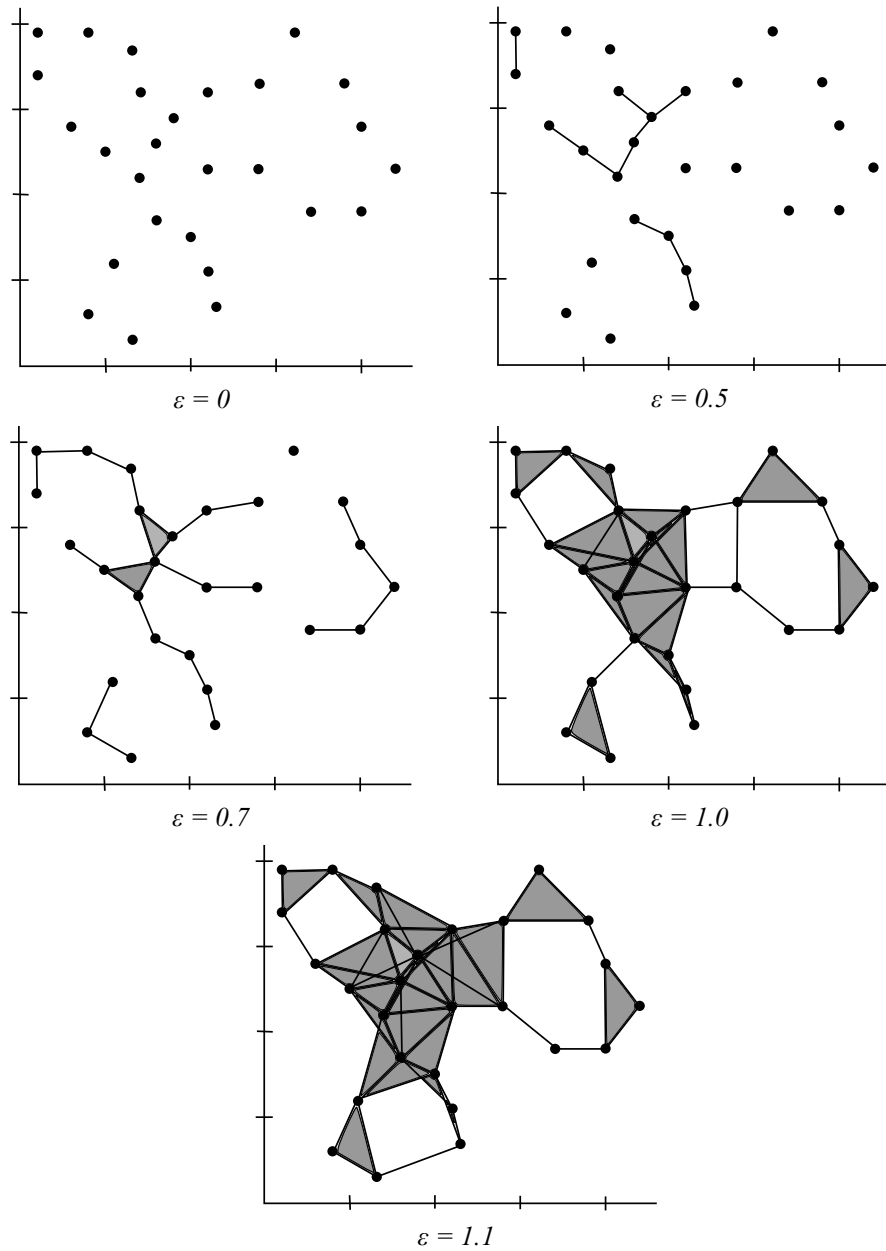 ε = 0
ε = 0.5
ε = 0.7
ε = 1.0
ε = 1.1